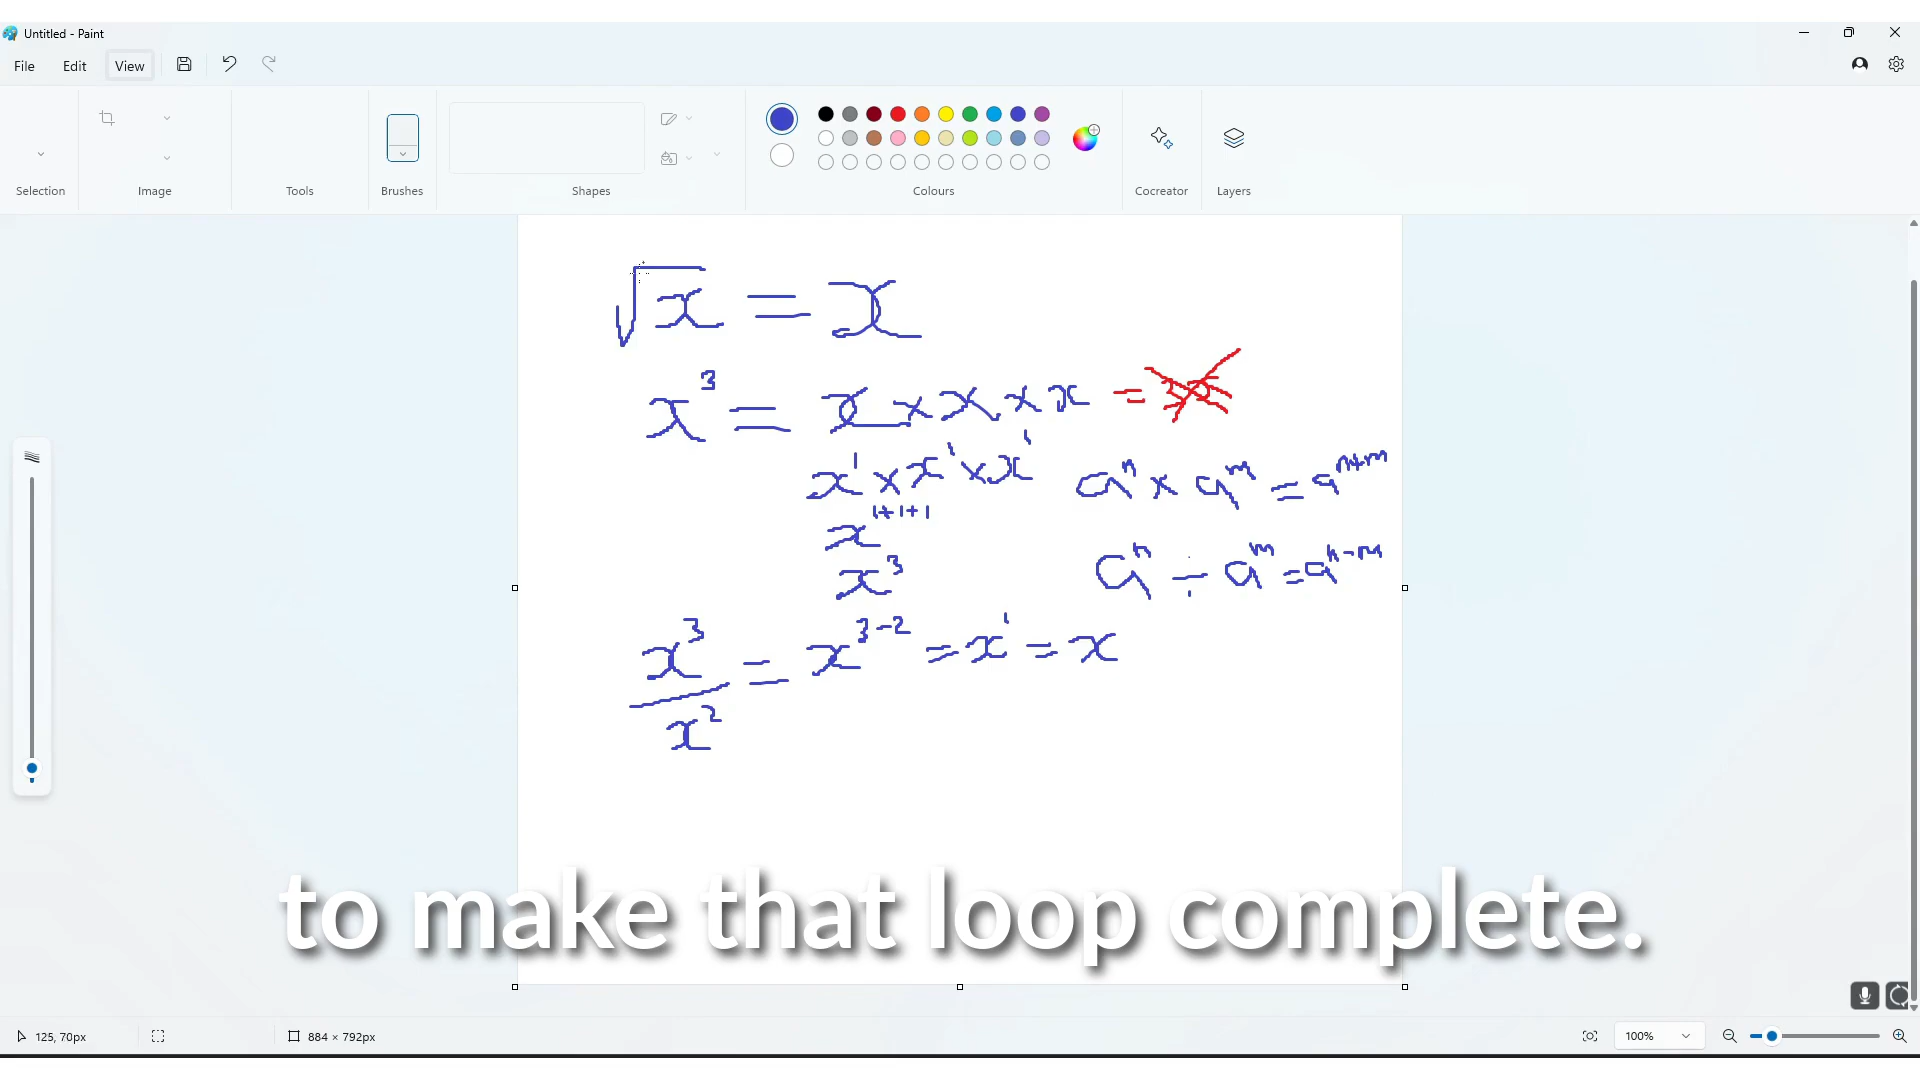 Untitled - Paint
File Edit View
Selection Image Tools Brushes Shapes Colours Cocreator Layers
√x = x
x³ = x × x × x =
x¹ × x¹ × x¹ aⁿ × aᵐ = aⁿ⁺ᵐ
x¹⁺¹⁺¹
x³ aⁿ ÷ aᵐ = aⁿ⁻ᵐ
x³/x² = x³⁻² = x¹ = x
to make that loop complete.
125, 70px 884 × 792px 100%